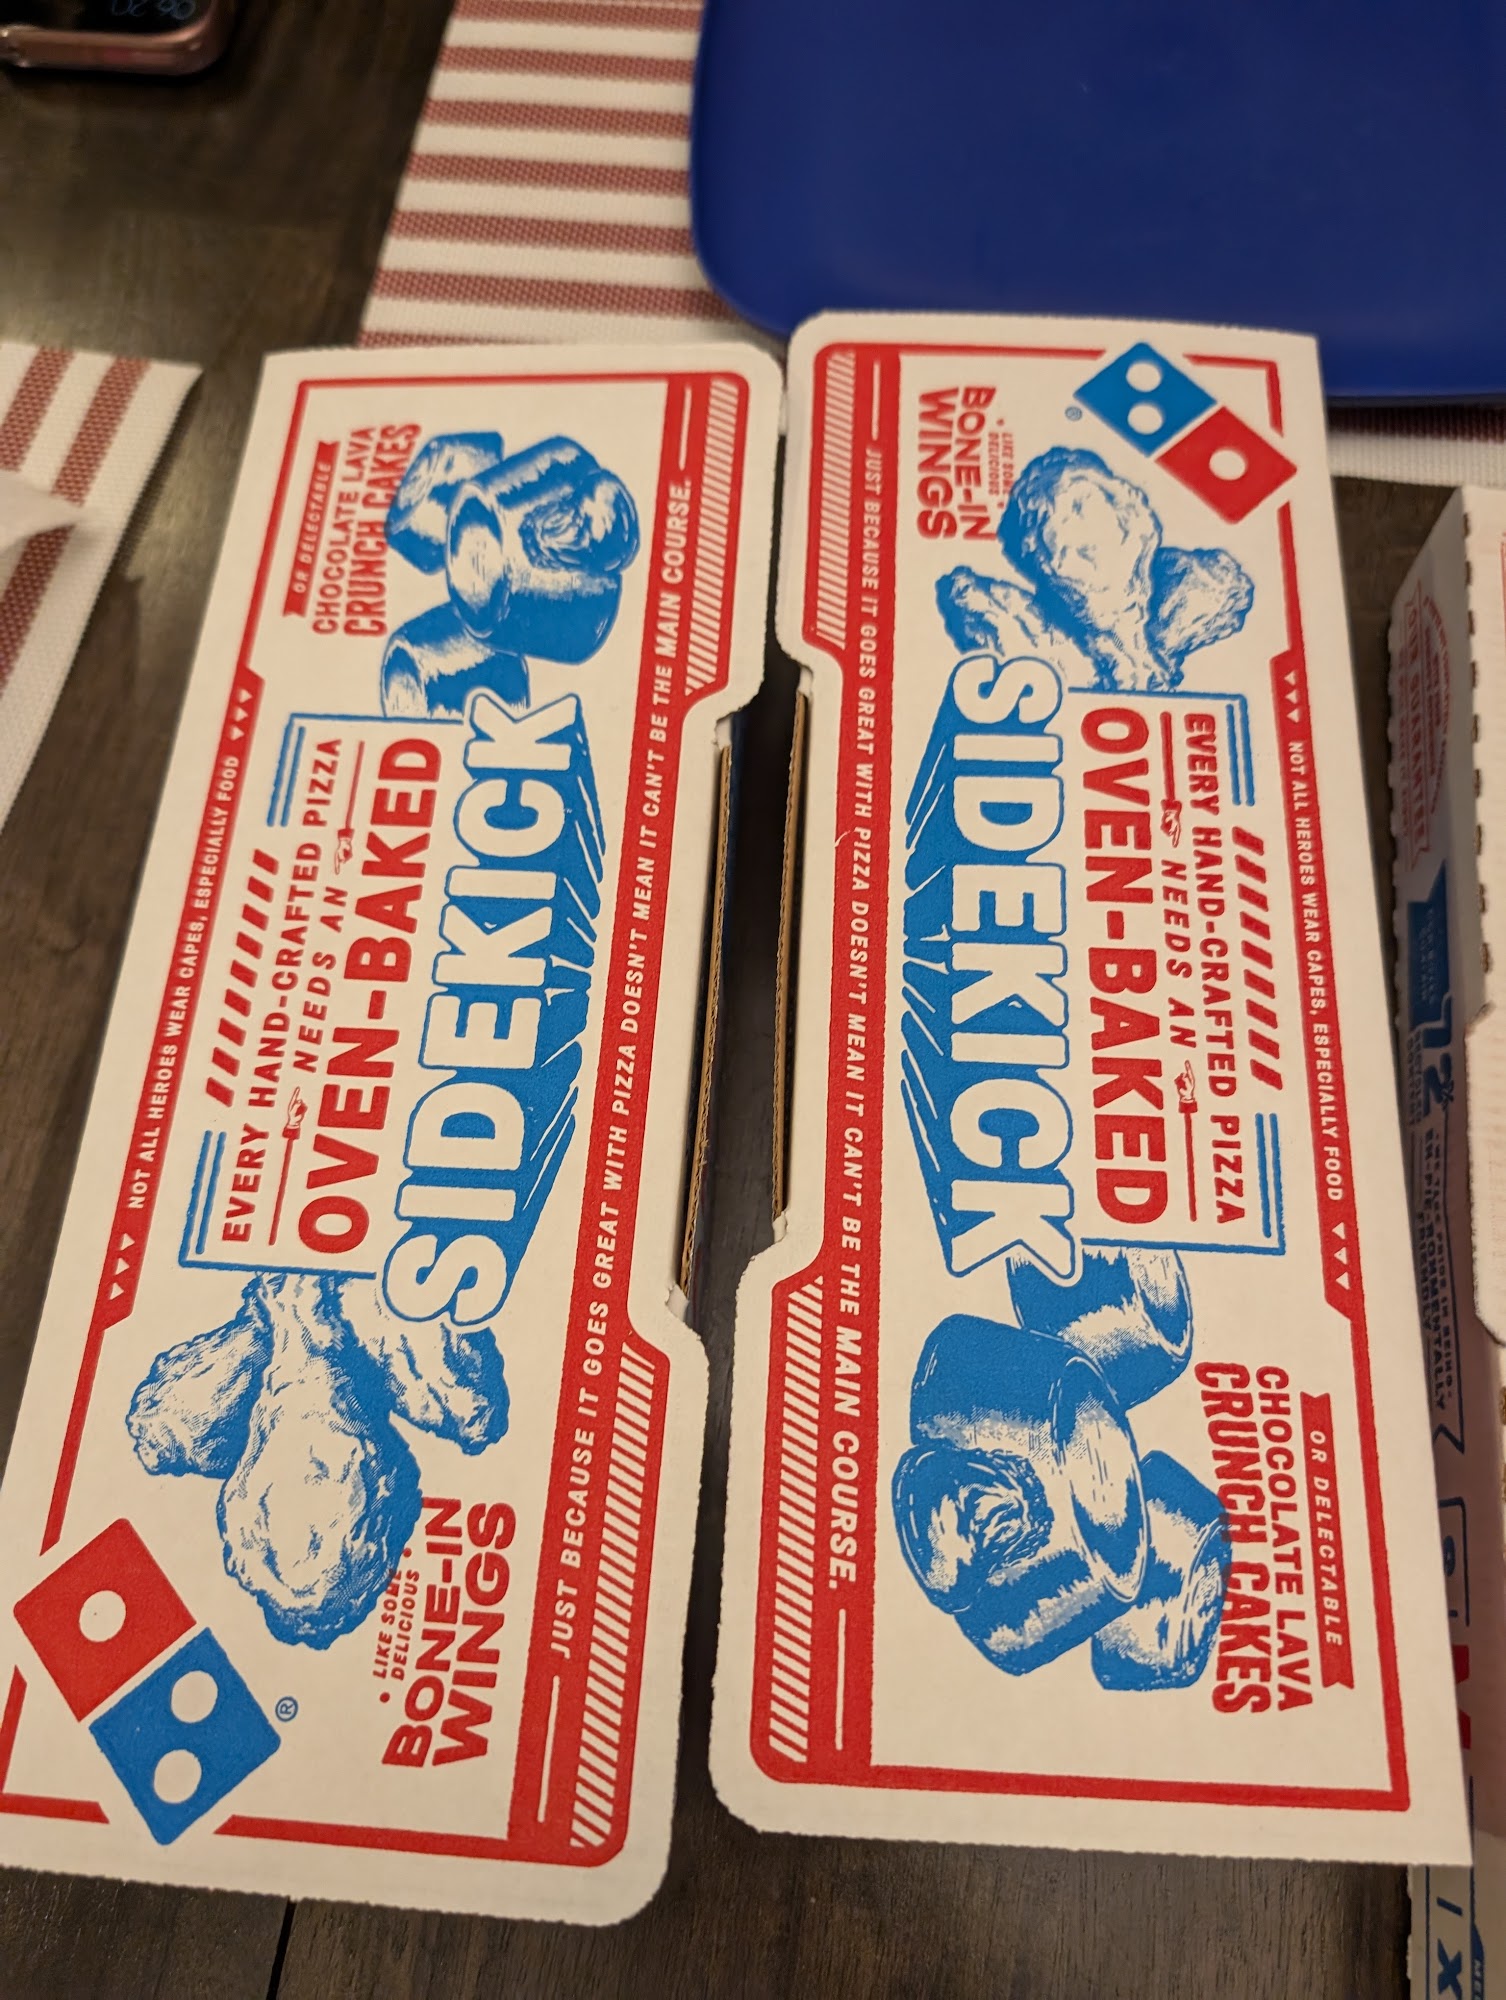 NOT ALL HEROES WEAR CAPES, ESPECIALLY FOOD
EVERY HAND-CRAFTED PIZZA
NEEDS AN
OVEN-BAKED
SIDEKICK
• LIKE SOME
DELICIOUS •
BONE-IN
WINGS
®
OR DELECTABLE
CHOCOLATE LAVA
CRUNCH CAKES
JUST BECAUSE IT GOES GREAT WITH PIZZA DOESN'T MEAN IT CAN'T BE THE MAIN COURSE.
NOT ALL HEROES WEAR CAPES, ESPECIALLY FOOD
EVERY HAND-CRAFTED PIZZA
NEEDS AN
OVEN-BAKED
SIDEKICK
• LIKE SOME
DELICIOUS •
BONE-IN
WINGS
®
OR DELECTABLE
CHOCOLATE LAVA
CRUNCH CAKES
JUST BECAUSE IT GOES GREAT WITH PIZZA DOESN'T MEAN IT CAN'T BE THE MAIN COURSE.
06:20